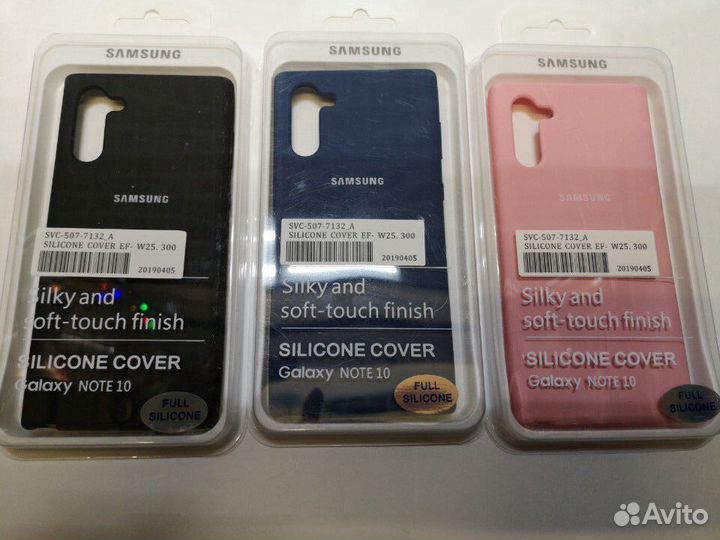 SAMSUNG
SAMSUNG
SVC-507-7132_A
SILICONE COVER EF- W25. 300
20190405
Silky and
soft-touch finish
SILICONE COVER
Galaxy NOTE 10
FULL
SILICONE
SAMSUNG
SAMSUNG
SVC-507-7132_A
SILICONE COVER EF- W25. 300
20190405
Silky and
soft-touch finish
SILICONE COVER
Galaxy NOTE 10
FULL
SILICONE
SAMSUNG
SAMSUNG
SVC-507-7132_A
SILICONE COVER EF- W25. 300
20190405
Silky and
soft-touch finish
SILICONE COVER
Galaxy NOTE 10
FULL
SILICONE
Avito